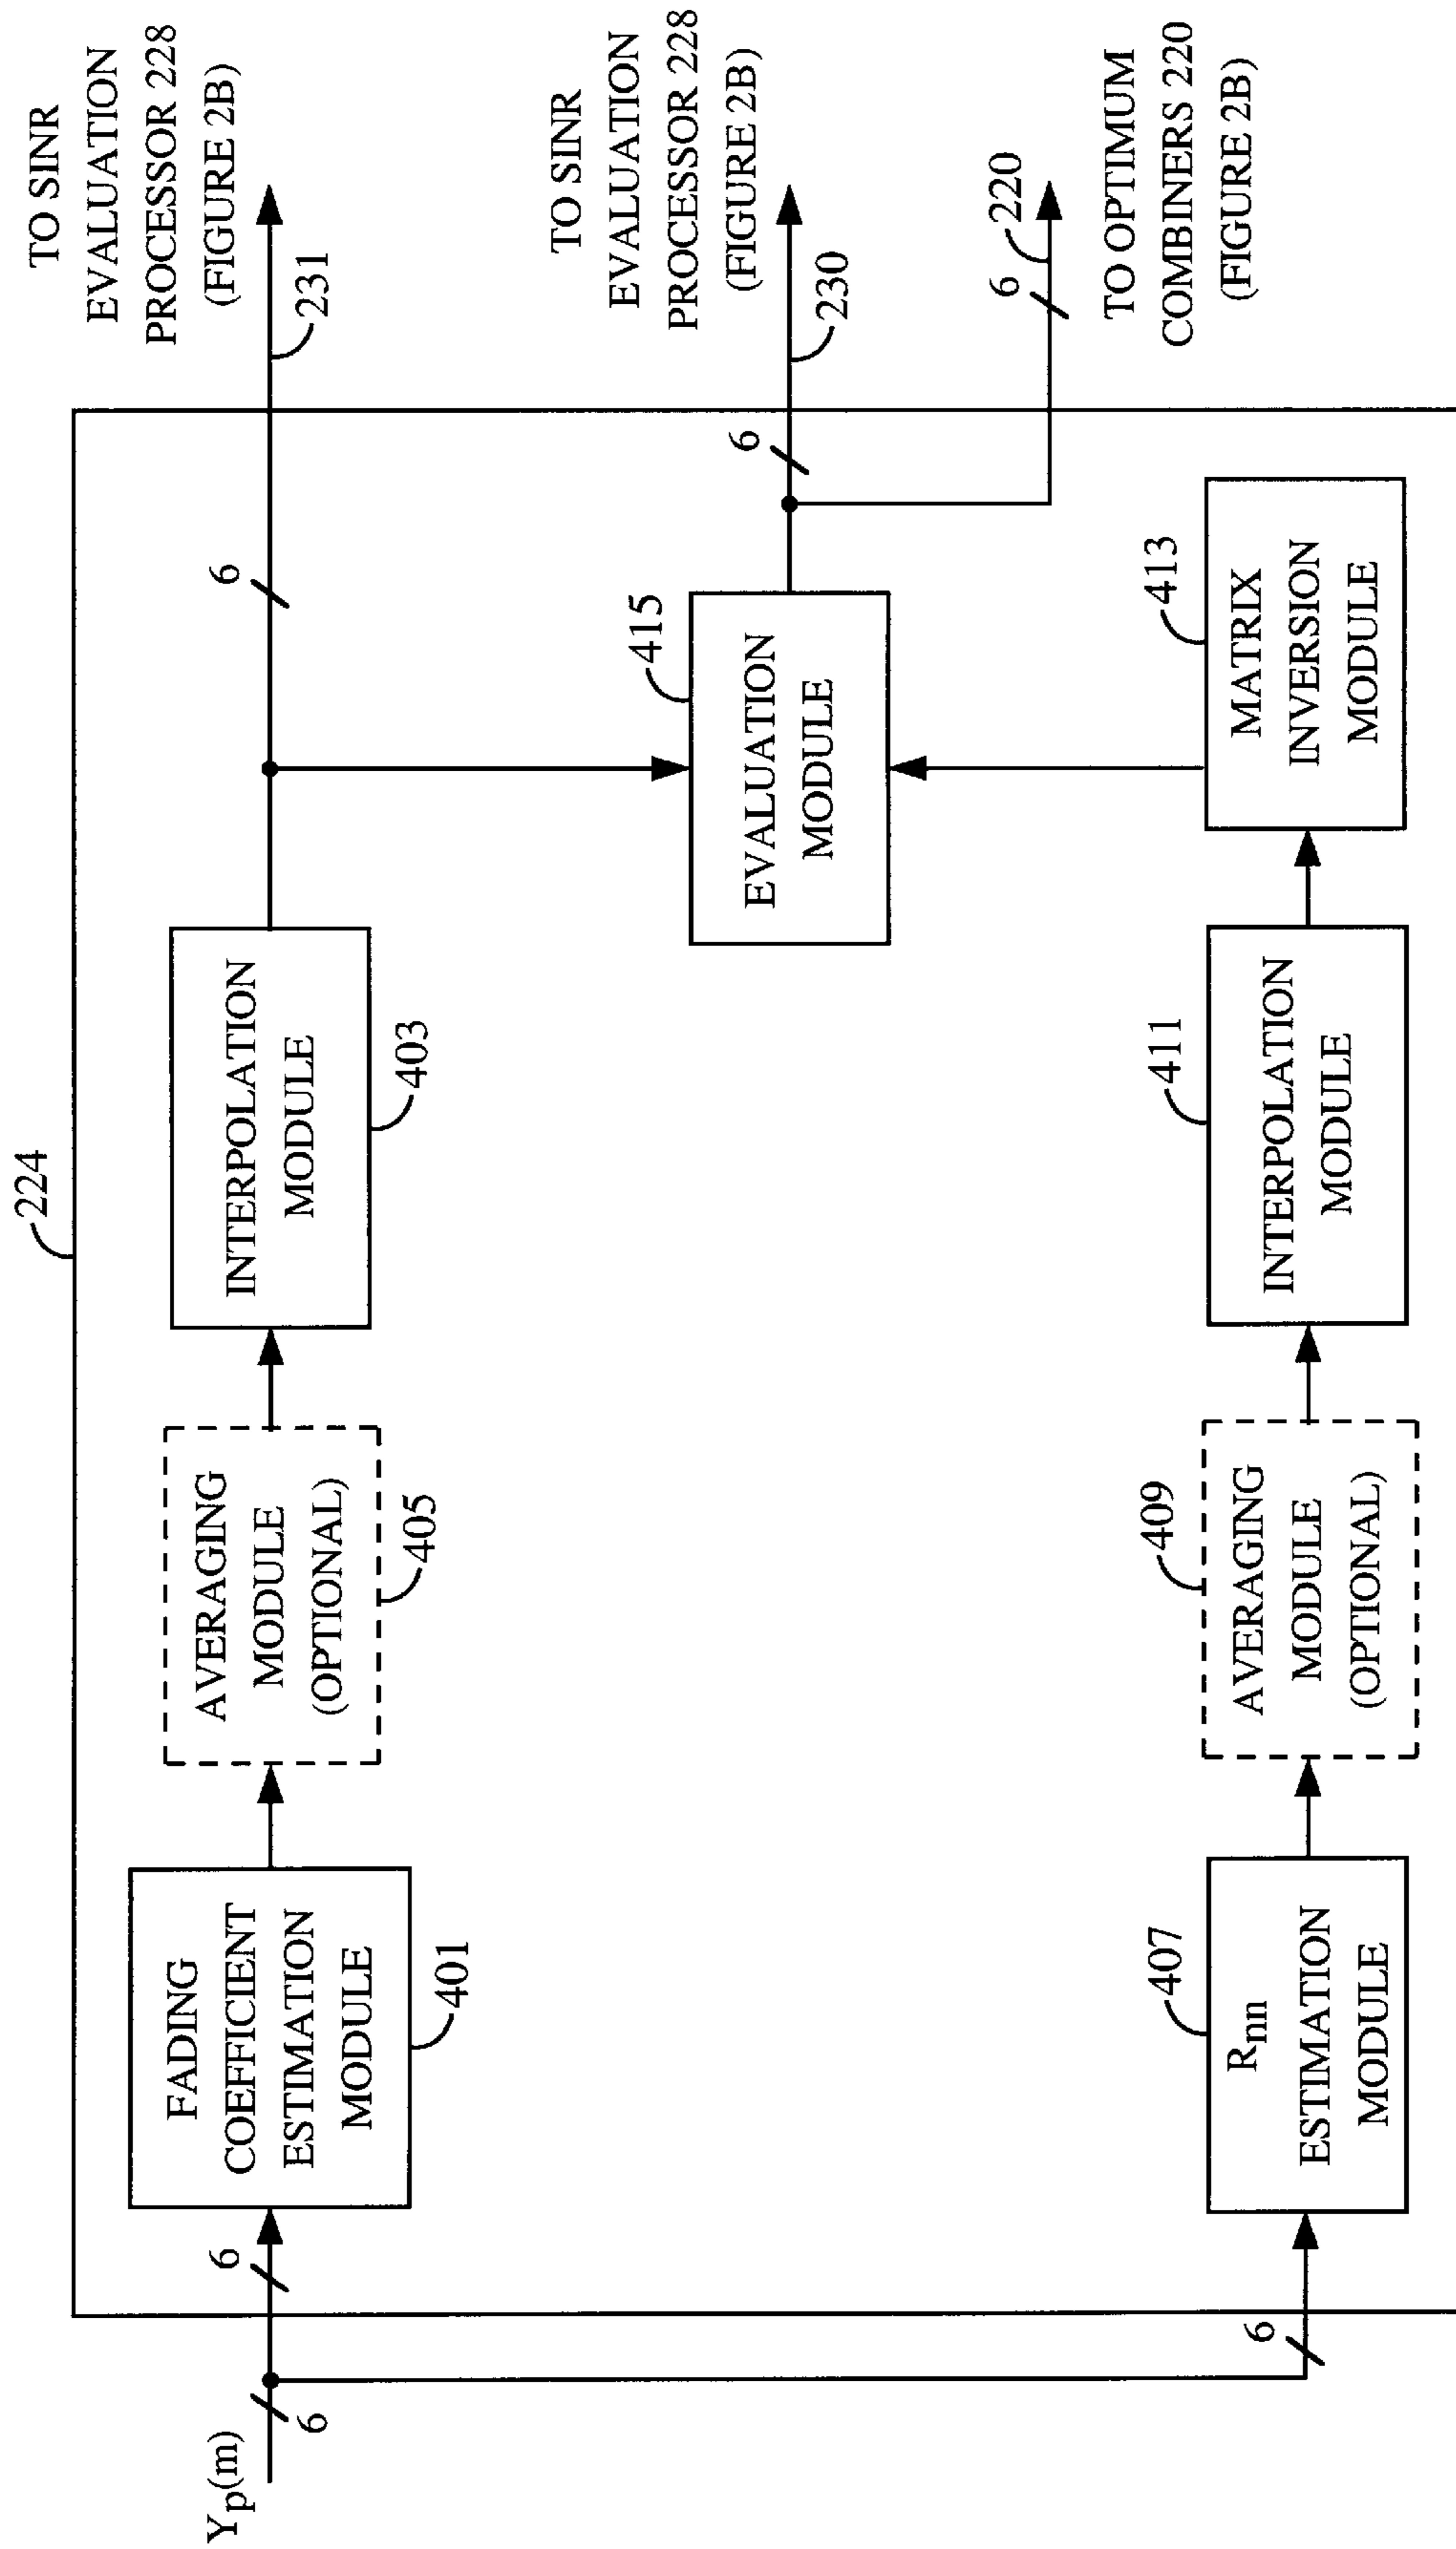 224
Yp(m)
6
6
6
FADING
COEFFICIENT
ESTIMATION
MODULE
401
AVERAGING
MODULE
(OPTIONAL)
405
INTERPOLATION
MODULE
403
6
231
TO SINR
EVALUATION
PROCESSOR 228
(FIGURE 2B)
EVALUATION
MODULE
415
6
230
TO SINR
EVALUATION
PROCESSOR 228
(FIGURE 2B)
6
220
TO OPTIMUM
COMBINERS 220
(FIGURE 2B)
Rnn
ESTIMATION
MODULE
407
AVERAGING
MODULE
(OPTIONAL)
409
INTERPOLATION
MODULE
411
MATRIX
INVERSION
MODULE
413